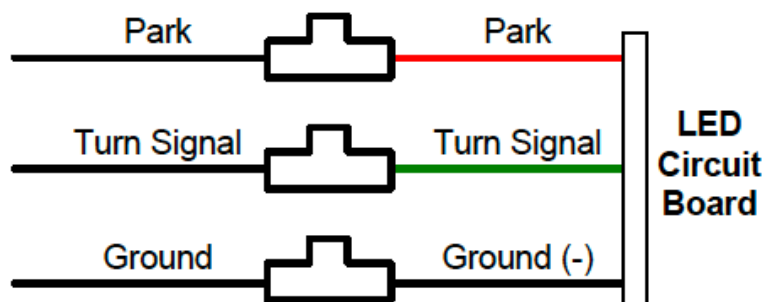 Park Park
Turn Signal Turn Signal
LED
Circuit
Board
Ground Ground (-)